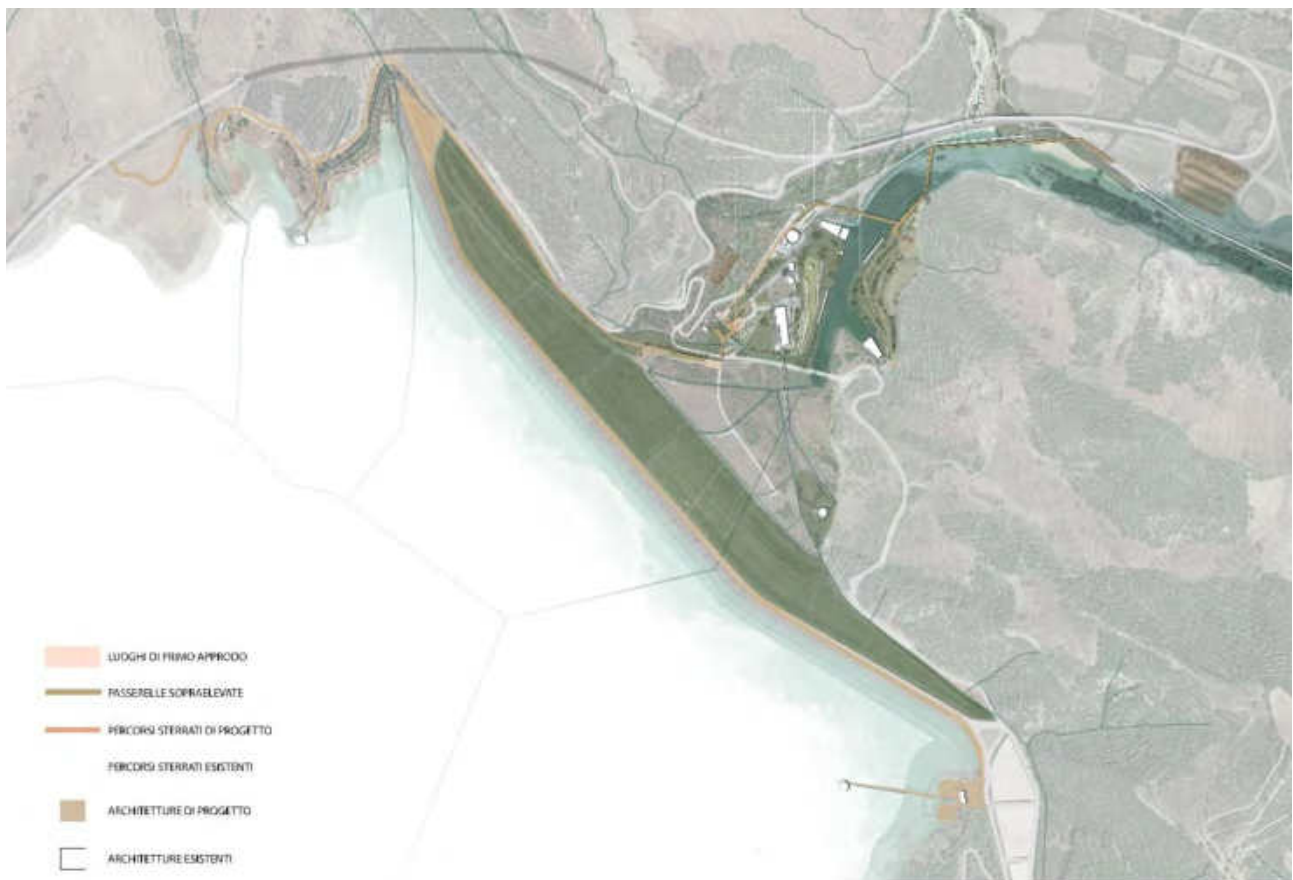 LUOGHI DI PRIMO APPRODO
PASSERELLE SOPRAELEVATE
PERCORSI STERRATI DI PROGETTO
PERCORSI STERRATI ESISTENTI
ARCHITETTURE DI PROGETTO
ARCHITETTURE ESISTENTI